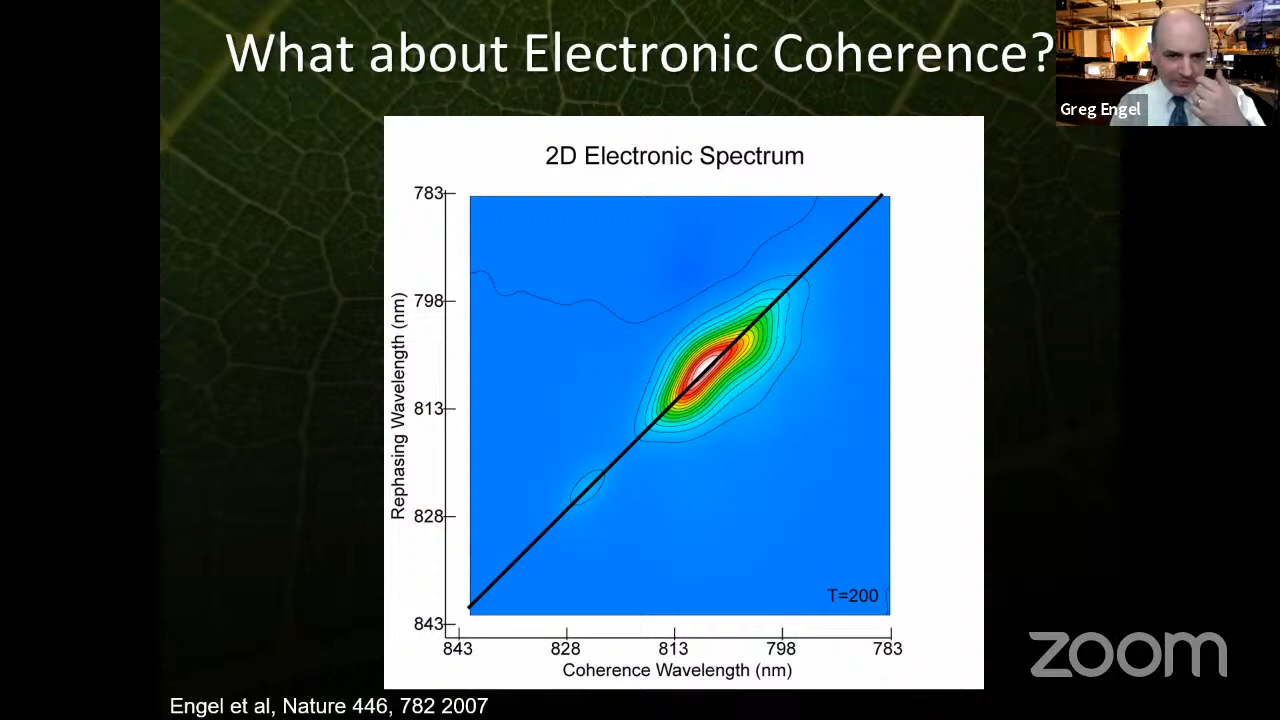 What about Electronic Coherence?
Greg Engel
2D Electronic Spectrum
783
798
813
828
843
Rephasing Wavelength (nm)
T=200
843
828
813
798
783
Coherence Wavelength (nm)
zoom
Engel et al, Nature 446, 782 2007